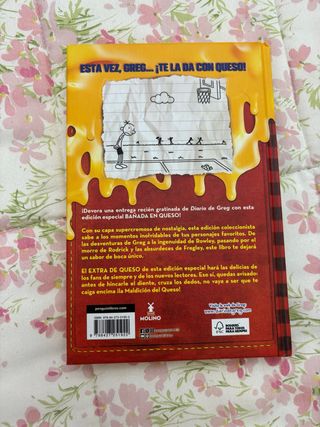 ESTA VEZ, GREG... ¡TE LA DA CON QUESO!
¡Devora una entrega recién gratinada de Diario de Greg con esta
edición especial BAÑADA EN QUESO!
Con su capa supercremosa de nostalgia, esta edición coleccionista
sabe a los momentos inolvidables de tus personajes favoritos. De
las desventuras de Greg a la ingenuidad de Rowley, pasando por el
morro de Rodrick y las absurdeces de Fregley, este libro te dejará
un sabor de boca único.
El EXTRA DE QUESO de esta edición especial hará las delicias de
los fans de siempre y de los nuevos lectores. Eso sí, quedas avisado:
antes de hincarle el diente, cruza los dedos, no vaya a ser que te
caiga encima ¡la Maldición del Queso!
penguinlibros.com
MOLINO
FSC